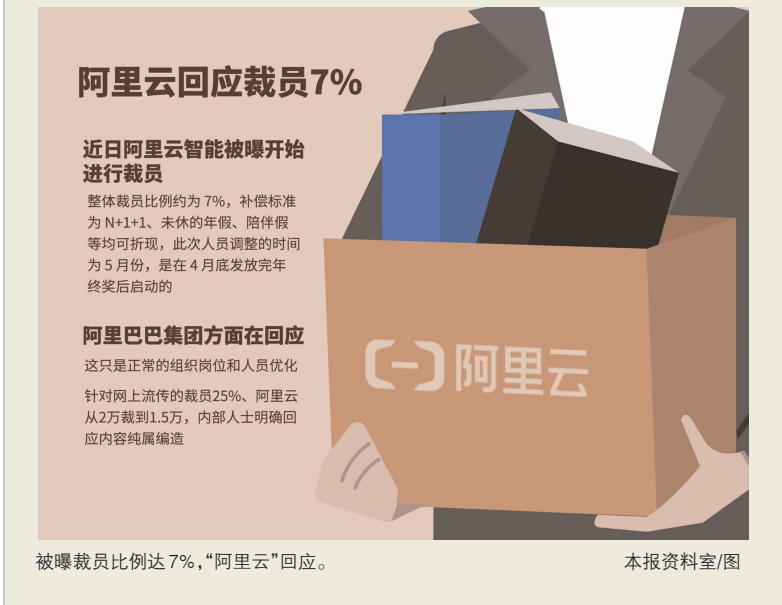 阿里云回应裁员7%
近日阿里云智能被曝开始
进行裁员
整体裁员比例约为 7%，补偿标准
为 N+1+1、未休的年假、陪伴假
等均可折现，此次人员调整的时间
为 5 月份，是在 4 月底发放完年
终奖后启动的
阿里巴巴集团方面在回应
这只是正常的组织岗位和人员优化
针对网上流传的裁员25%、阿里云
从2万裁到1.5万，内部人士明确回
应内容纯属编造
阿里云
被曝裁员比例达7%，“阿里云”回应。
本报资料室/图